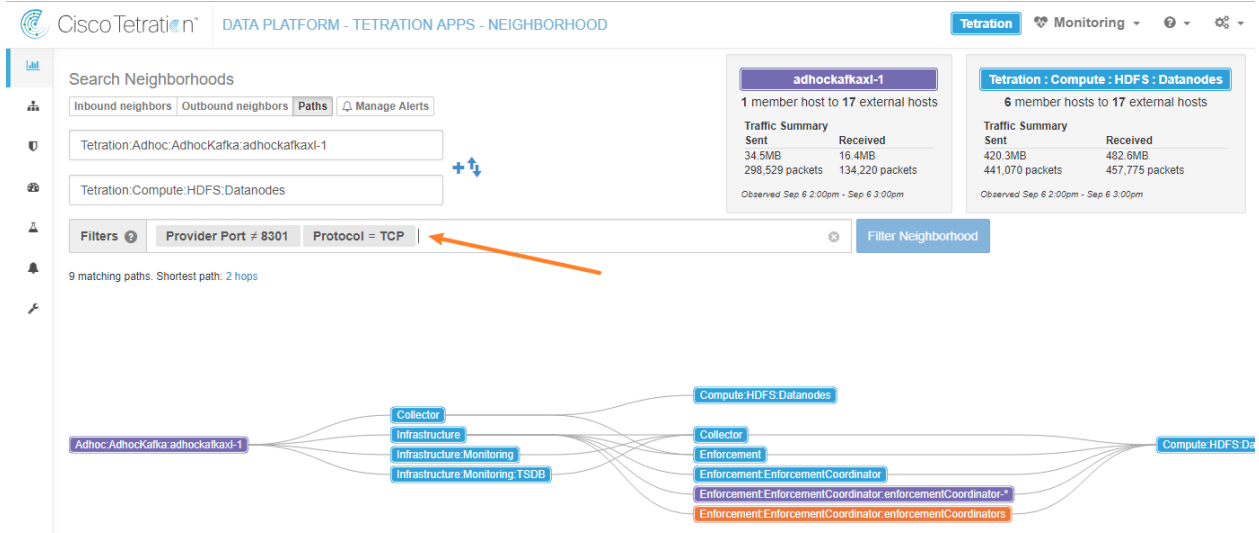 Cisco Tetration™ DATA PLATFORM - TETRATION APPS - NEIGHBORHOOD Tetration Monitoring
Search Neighborhoods
Inbound neighbors Outbound neighbors Paths Manage Alerts
Tetration:Adhoc:AdhocKafka:adhockafkaxl-1
Tetration:Compute:HDFS:Datanodes
adhockafkaxl-1
1 member host to 17 external hosts
Traffic Summary
Sent Received
34.5MB 16.4MB
298,529 packets 134,220 packets
Observed Sep 6 2:00pm - Sep 6 3:00pm
Tetration : Compute : HDFS : Datanodes
6 member hosts to 17 external hosts
Traffic Summary
Sent Received
420.3MB 482.6MB
441,070 packets 457,775 packets
Observed Sep 6 2:00pm - Sep 6 3:00pm
Filters ? Provider Port ≠ 8301 Protocol = TCP Filter Neighborhood
9 matching paths. Shortest path: 2 hops
Adhoc:AdhocKafka:adhockafkaxl-1
Collector
Infrastructure
Infrastructure:Monitoring
Infrastructure:Monitoring:TSDB
Compute:HDFS:Datanodes
Collector
Enforcement
Enforcement:EnforcementCoordinator
Enforcement:EnforcementCoordinator:enforcementCoordinator-*
Enforcement:EnforcementCoordinator:enforcementCoordinators
Compute:HDFS:Da